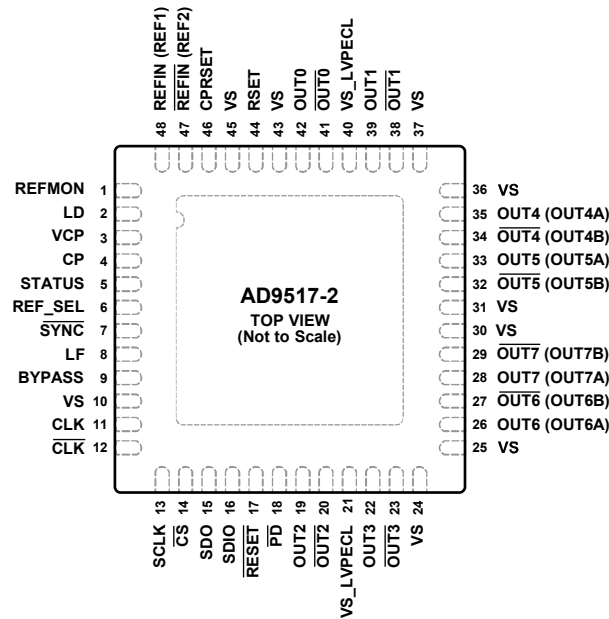 REFIN (REF1)
REFIN (REF2)
CPRSET
VS
RSET
VS
OUT0
OUT0
VS_LVPECL
OUT1
OUT1
VS
48 47 46 45 44 43 42 41 40 39 38 37
REFMON 1
LD 2
VCP 3
CP 4
STATUS 5
REF_SEL 6
SYNC 7
LF 8
BYPASS 9
VS 10
CLK 11
CLK 12
AD9517-2
TOP VIEW
(Not to Scale)
36 VS
35 OUT4 (OUT4A)
34 OUT4 (OUT4B)
33 OUT5 (OUT5A)
32 OUT5 (OUT5B)
31 VS
30 VS
29 OUT7 (OUT7B)
28 OUT7 (OUT7A)
27 OUT6 (OUT6B)
26 OUT6 (OUT6A)
25 VS
SCLK 13
CS 14
SDO 15
SDIO 16
RESET 17
PD 18
OUT2 19
OUT2 20
VS_LVPECL 21
OUT3 22
OUT3 23
VS 24